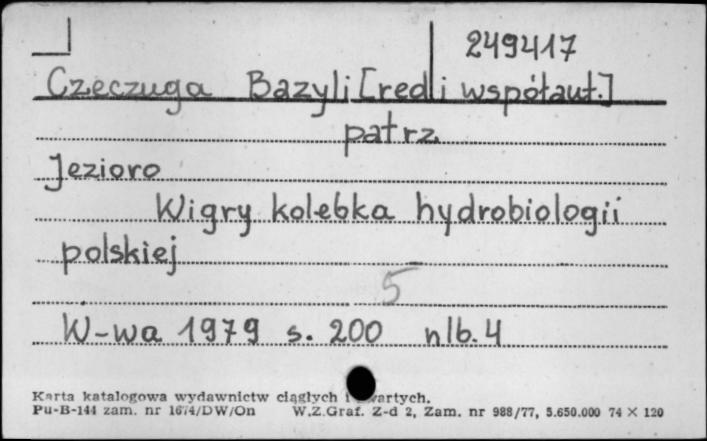 249417
Czeczuga Bazyli [red. i współaut.]
patrz
Jezioro
Wigry kolebka hydrobiologii
polskiej
5
W-wa 1979 s. 200 nlb. 4
Karta katalogowa wydawnictw ciągłych i
Pu-B-144 zam. nr 1674/DW/On W.Z.Graf. Z-d 2, Zam. nr 988/77, 5.650.000 74 X 120